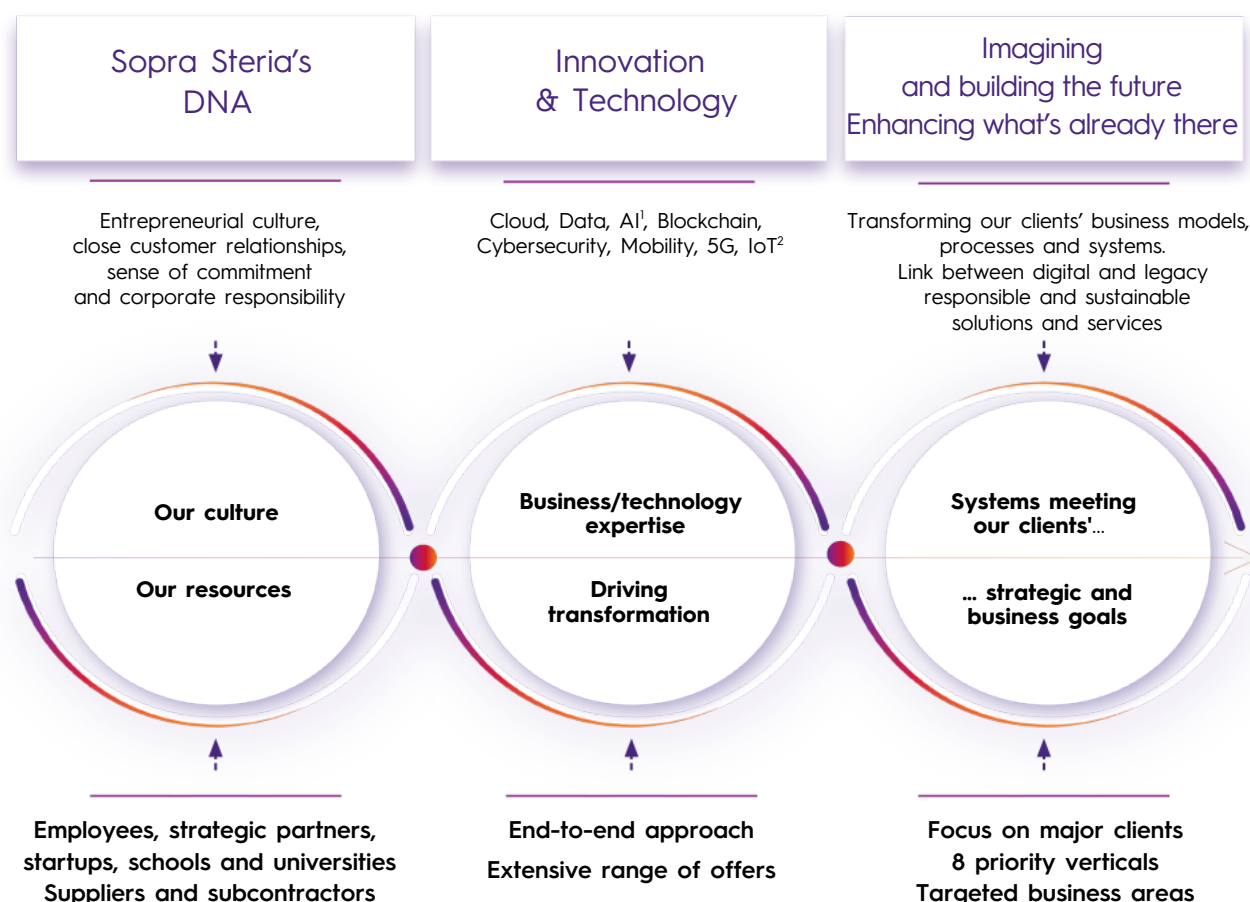 Sopra Steria's
DNA
Innovation
& Technology
Imagining
and building the future
Enhancing what's already there
Entrepreneurial culture,
close customer relationships,
sense of commitment
and corporate responsibility
Cloud, Data, AI¹, Blockchain,
Cybersecurity, Mobility, 5G, IoT²
Transforming our clients' business models,
processes and systems.
Link between digital and legacy
responsible and sustainable
solutions and services
Our culture
Our resources
Business/technology
expertise
Driving
transformation
Systems meeting
our clients'...
... strategic and
business goals
Employees, strategic partners,
startups, schools and universities
Suppliers and subcontractors
End-to-end approach
Extensive range of offers
Focus on major clients
8 priority verticals
Targeted business areas